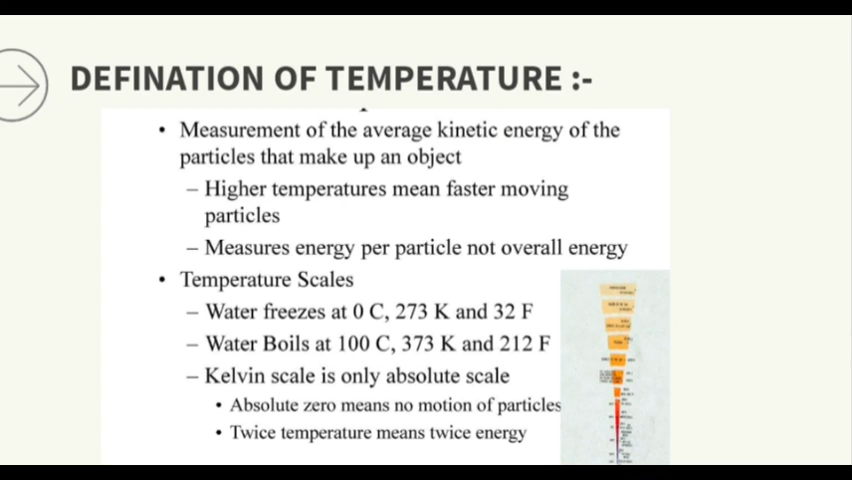 DEFINATION OF TEMPERATURE :-
• Measurement of the average kinetic energy of the
particles that make up an object
– Higher temperatures mean faster moving
particles
– Measures energy per particle not overall energy
• Temperature Scales
– Water freezes at 0 C, 273 K and 32 F
– Water Boils at 100 C, 373 K and 212 F
– Kelvin scale is only absolute scale
• Absolute zero means no motion of particles
• Twice temperature means twice energy